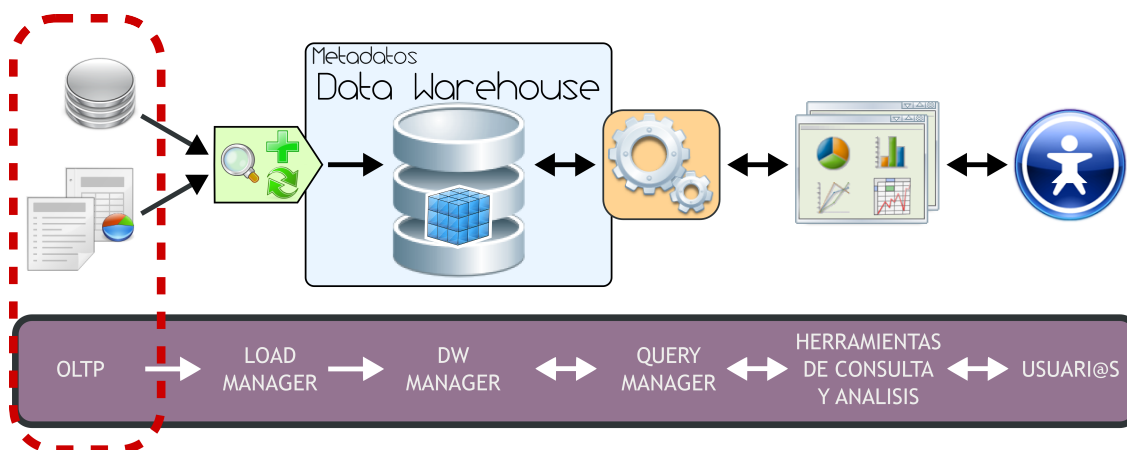 Metadatos
Data Warehouse
OLTP
LOAD
MANAGER
DW
MANAGER
QUERY
MANAGER
HERRAMIENTAS
DE CONSULTA
Y ANALISIS
USUARI@S